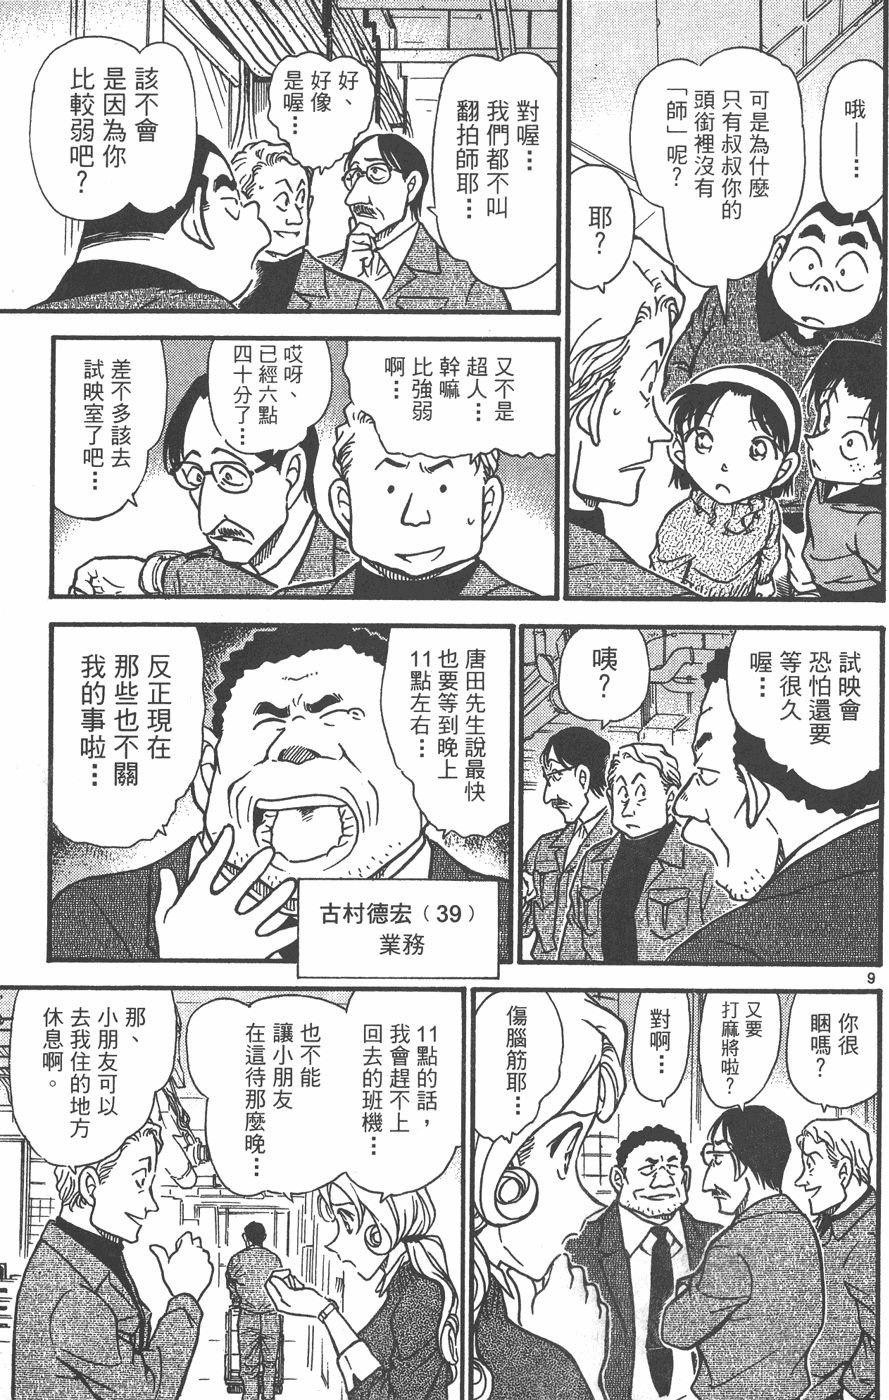 哦——…
可是為什麼
只有叔叔你的
頭銜裡沒有
「師」呢？
耶？
對喔…
我們都不叫
翻拍師耶…
好、
好像
是喔…
該不會
是因為你
比較弱吧？
又不是
超人…
幹嘛
比強弱
啊…
哎呀、
已經六點
四十分了…
差不多該去
試映室了吧…
試映會
恐怕還要
等很久
喔…
咦？
唐田先生說最快
也要等到晚上
11點左右…
反正現在
那些也不關
我的事啦…
古村德宏（39）
業務
9
你很
睏嗎？
又要
打麻將啦？
對啊…
傷腦筋耶…
11點的話，
我會趕不上
回去的班機…
也不能
讓小朋友
在這待那麼晚…
那、
小朋友可以
去我住的地方
休息啊。